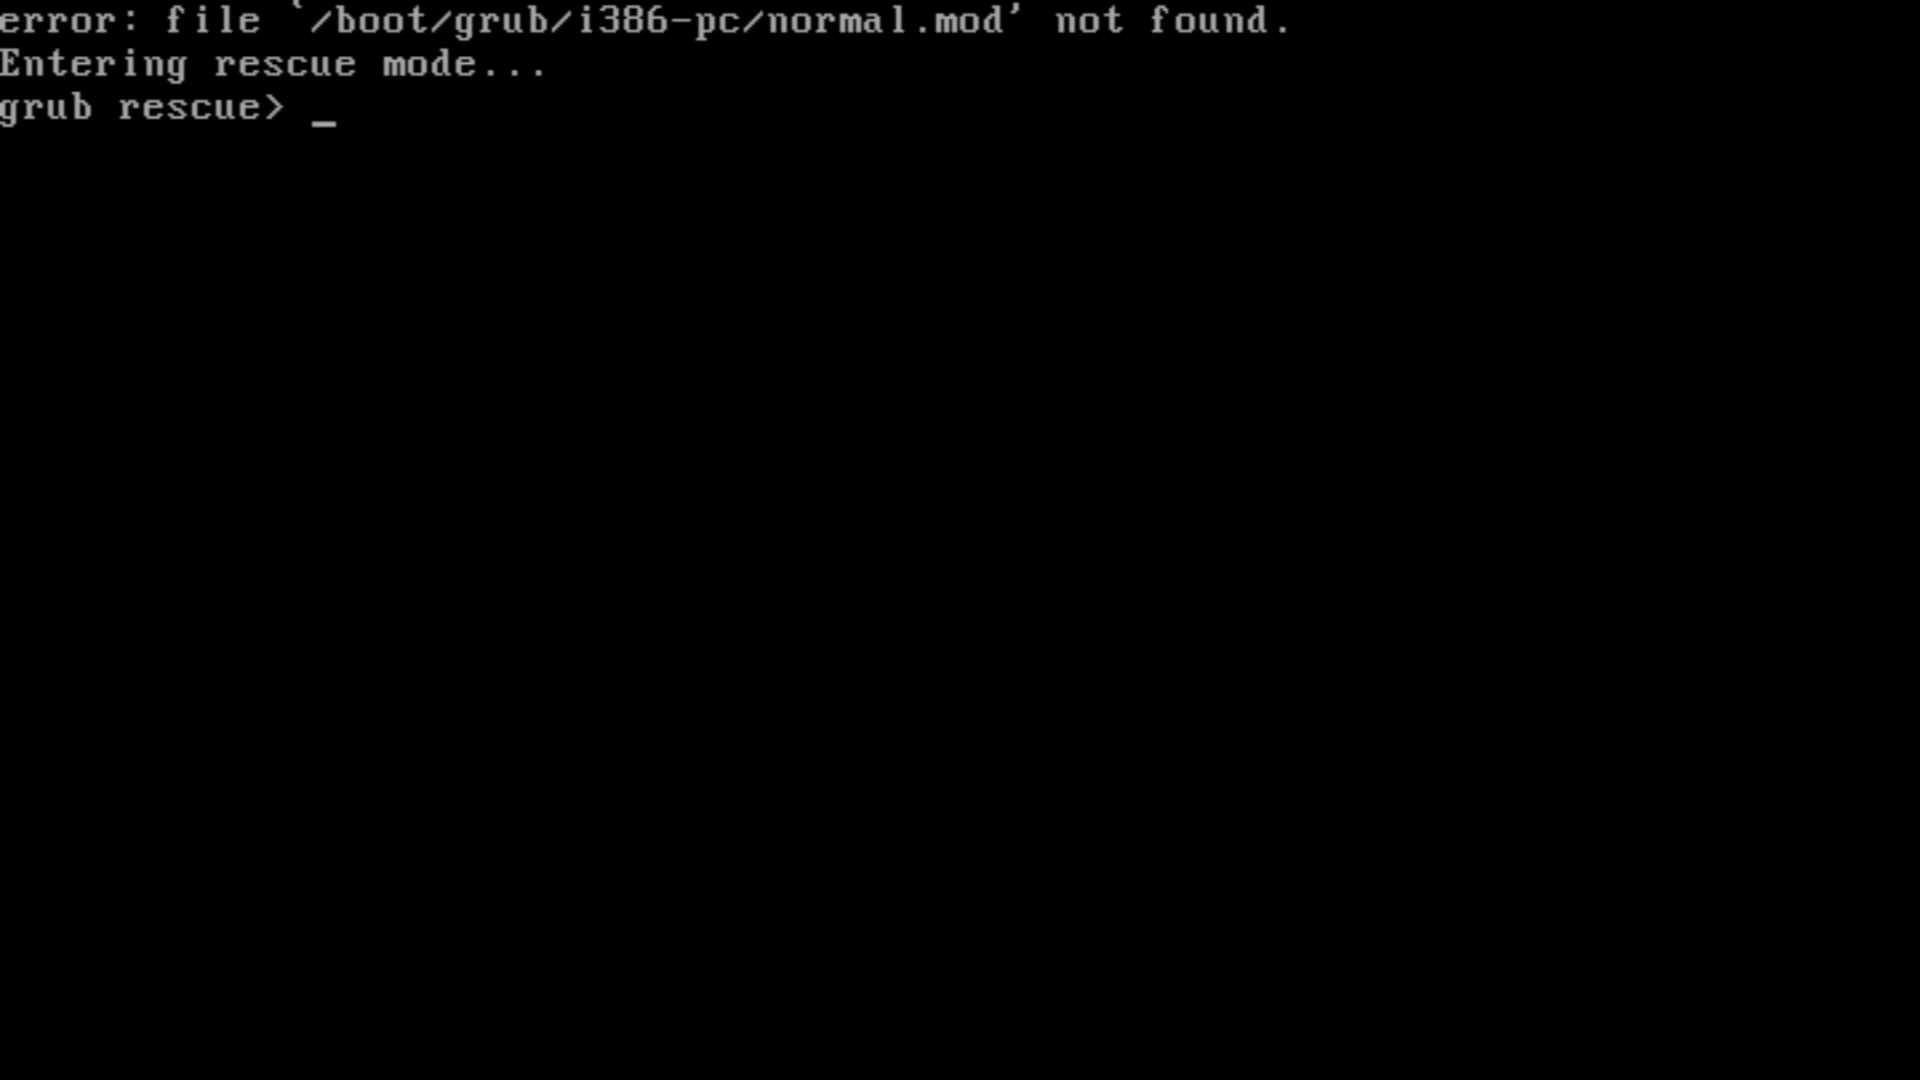 error: file `/boot/grub/i386-pc/normal.mod' not found.
Entering rescue mode...
grub rescue> _